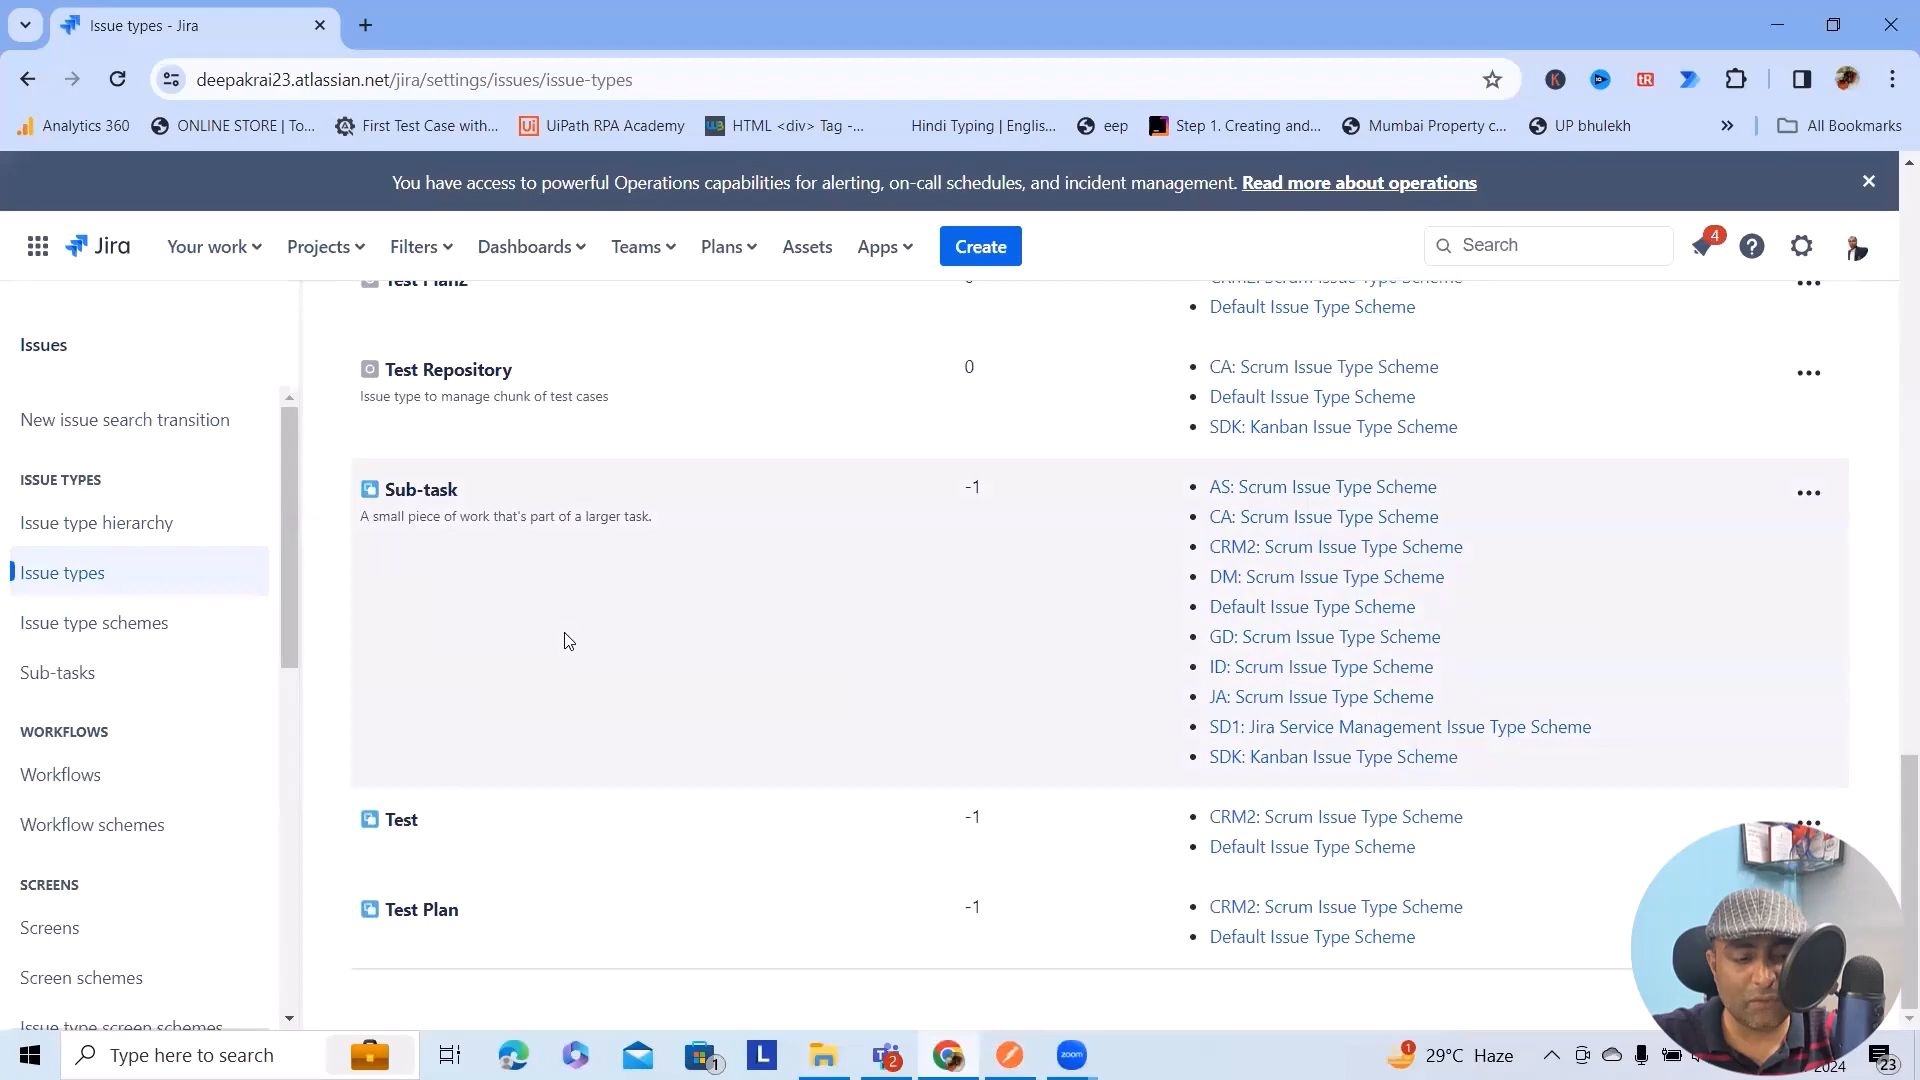 Issue types - Jira
deepakrai23.atlassian.net/jira/settings/issues/issue-types
Analytics 360
ONLINE STORE | To...
First Test Case with...
UiPath RPA Academy
HTML <div> Tag -...
Hindi Typing | Englis...
eep
Step 1. Creating and...
Mumbai Property c...
UP bhulekh
All Bookmarks
You have access to powerful Operations capabilities for alerting, on-call schedules, and incident management. Read more about operations
Jira
Your work
Projects
Filters
Dashboards
Teams
Plans
Assets
Apps
Create
Search
4
Issues
New issue search transition
ISSUE TYPES
Issue type hierarchy
Issue types
Issue type schemes
Sub-tasks
WORKFLOWS
Workflows
Workflow schemes
SCREENS
Screens
Screen schemes
Issue type screen schemes
Test Plan2
CRM2: Scrum Issue Type Scheme
Default Issue Type Scheme
Test Repository
Issue type to manage chunk of test cases
0
CA: Scrum Issue Type Scheme
Default Issue Type Scheme
SDK: Kanban Issue Type Scheme
Sub-task
A small piece of work that's part of a larger task.
-1
AS: Scrum Issue Type Scheme
CA: Scrum Issue Type Scheme
CRM2: Scrum Issue Type Scheme
DM: Scrum Issue Type Scheme
Default Issue Type Scheme
GD: Scrum Issue Type Scheme
ID: Scrum Issue Type Scheme
JA: Scrum Issue Type Scheme
SD1: Jira Service Management Issue Type Scheme
SDK: Kanban Issue Type Scheme
Test
-1
CRM2: Scrum Issue Type Scheme
Default Issue Type Scheme
Test Plan
-1
CRM2: Scrum Issue Type Scheme
Default Issue Type Scheme
Type here to search
1
L
2
zoom
1
29°C Haze
2024
23